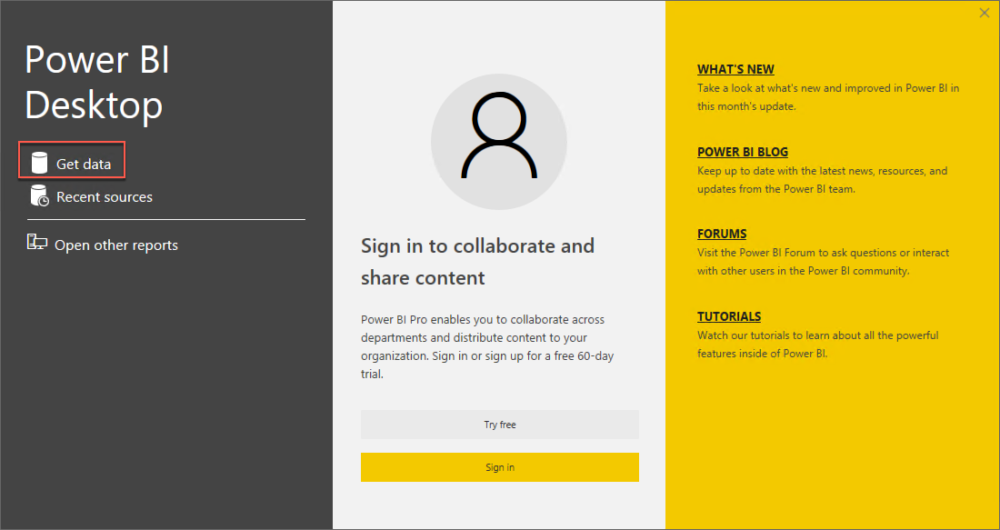 Power BI
Desktop
Get data
Recent sources
Open other reports
Sign in to collaborate and
share content
Power BI Pro enables you to collaborate across
departments and distribute content to your
organization. Sign in or sign up for a free 60-day
trial.
Try free
Sign in
WHAT'S NEW
Take a look at what's new and improved in Power BI in
this month's update.
POWER BI BLOG
Keep up to date with the latest news, resources, and
updates from the Power BI team.
FORUMS
Visit the Power BI Forum to ask questions or interact
with other users in the Power BI community.
TUTORIALS
Watch our tutorials to learn about all the powerful
features inside of Power BI.